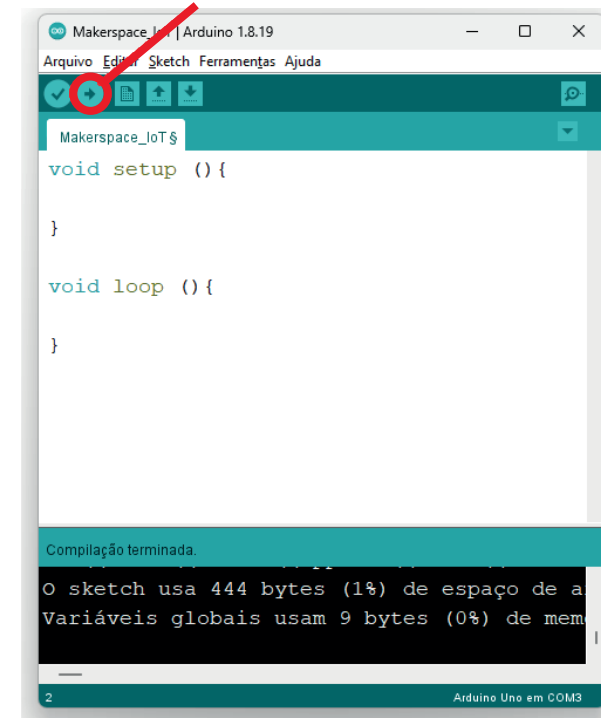 Makerspace_IoT | Arduino 1.8.19
Arquivo Editar Sketch Ferramentas Ajuda
Makerspace_IoT §
void setup (){
}
void loop (){
}
Compilação terminada.
O sketch usa 444 bytes (1%) de espaço de a
Variáveis globais usam 9 bytes (0%) de mem
2
Arduino Uno em COM3